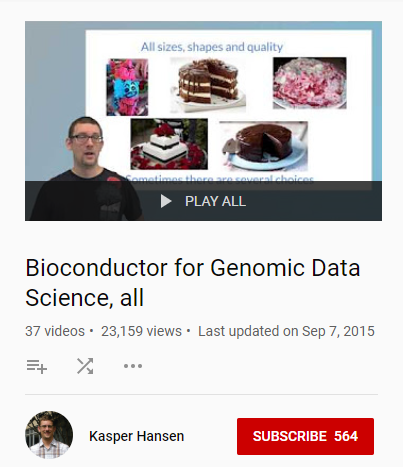 All sizes, shapes and quality
Sometimes there are several choices
PLAY ALL
Bioconductor for Genomic Data
Science, all
37 videos • 23,159 views • Last updated on Sep 7, 2015
Kasper Hansen
SUBSCRIBE 564